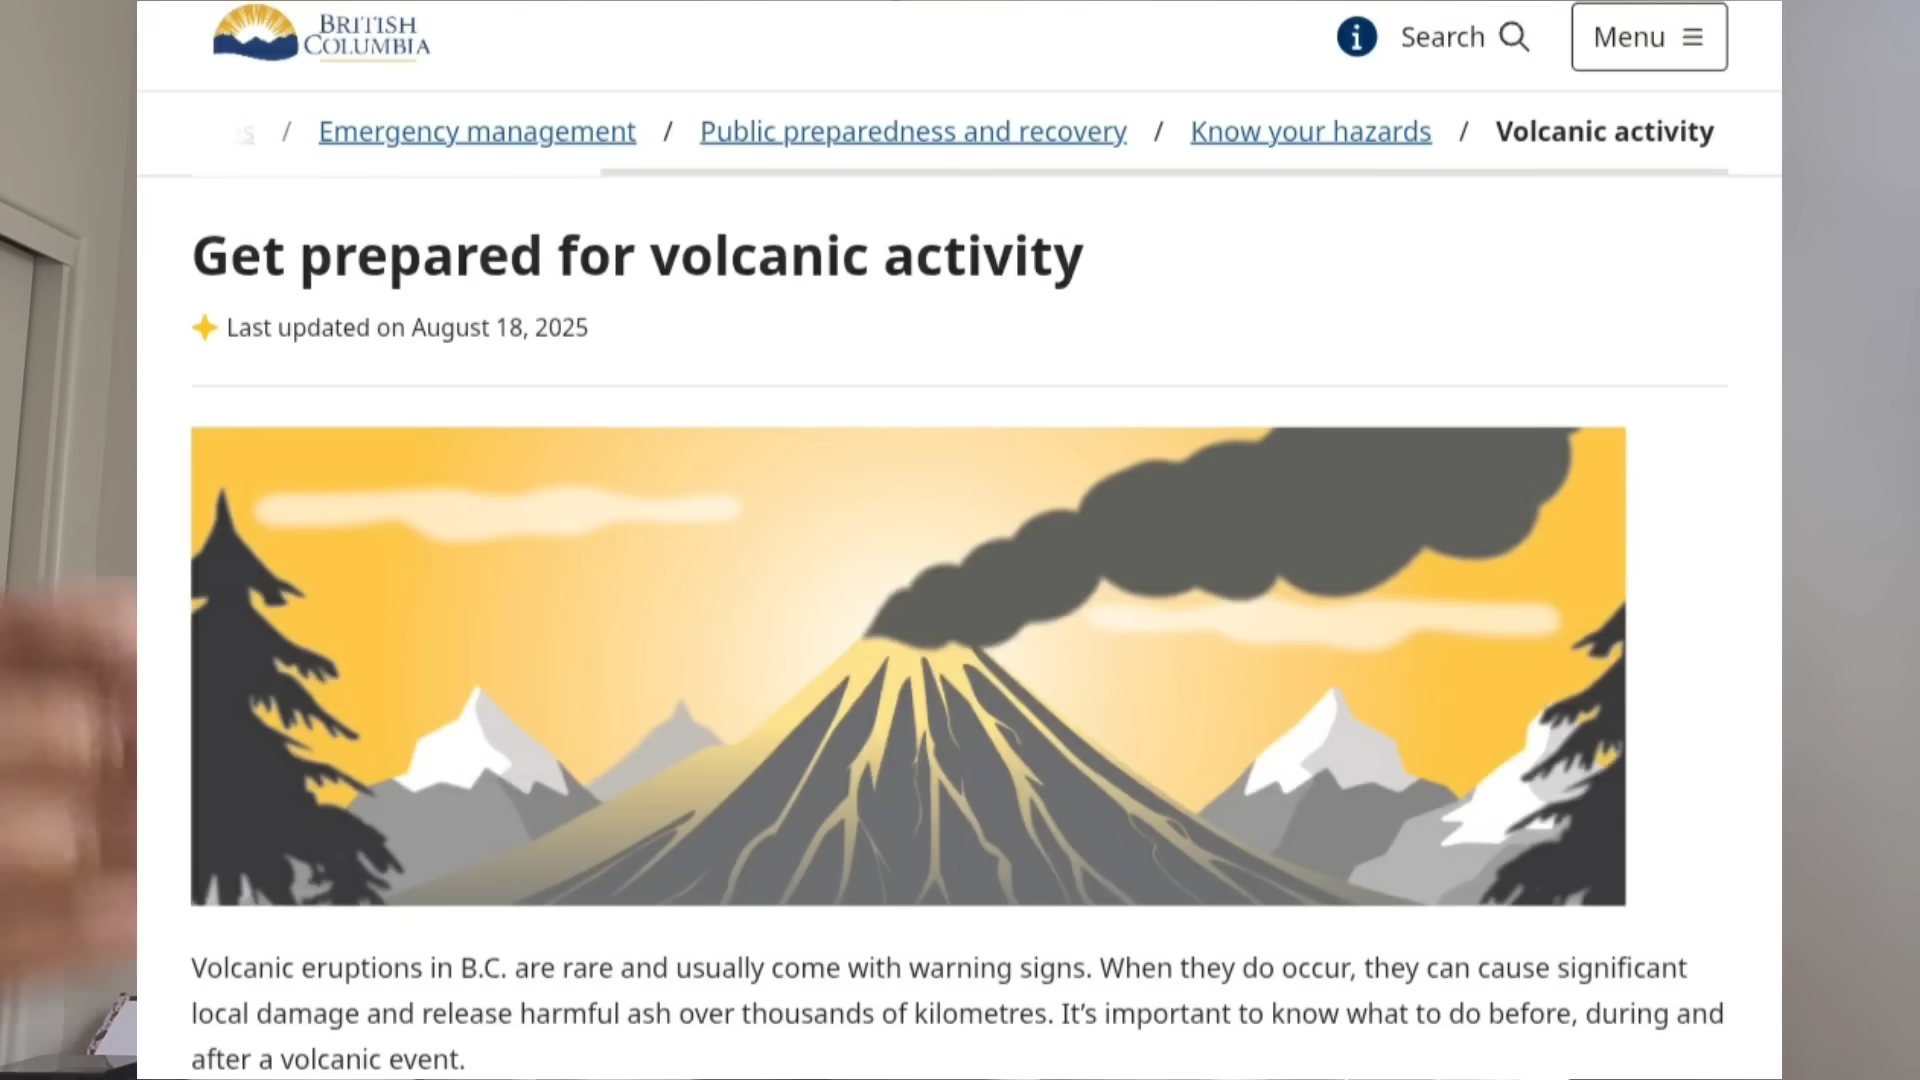 BRITISH
COLUMBIA
Search
Menu
/ Emergency management / Public preparedness and recovery / Know your hazards / Volcanic activity
Get prepared for volcanic activity
Last updated on August 18, 2025
Volcanic eruptions in B.C. are rare and usually come with warning signs. When they do occur, they can cause significant
local damage and release harmful ash over thousands of kilometres. It’s important to know what to do before, during and
after a volcanic event.